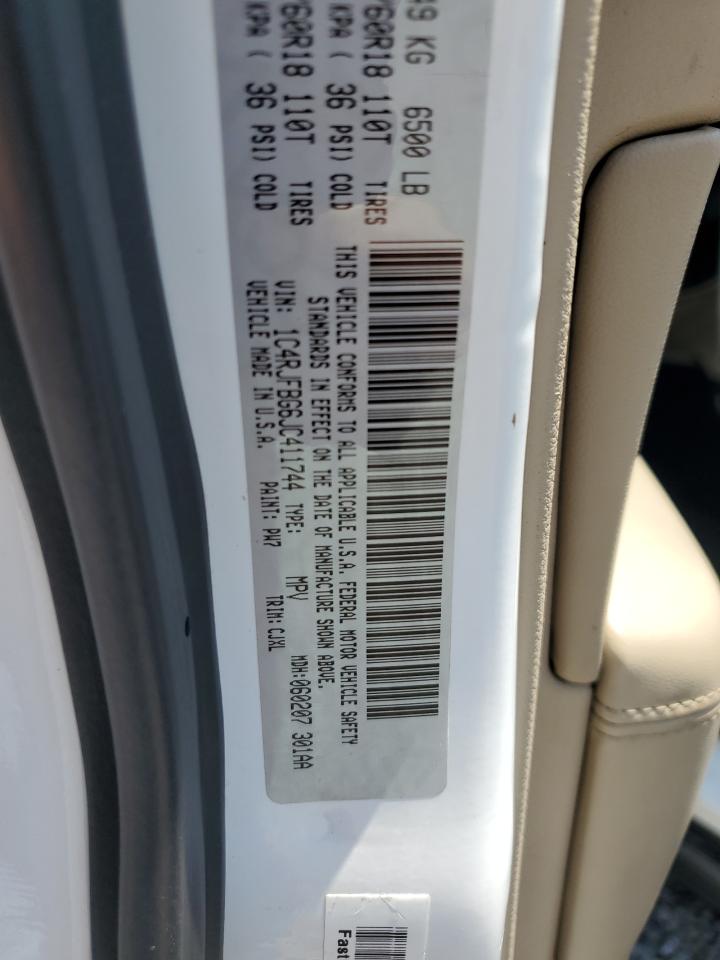 49 KG 6500 LB
/60R18 110T TIRES
KPA ( 36 PSI) COLD
/60R18 110T TIRES
KPA ( 36 PSI) COLD
THIS VEHICLE CONFORMS TO ALL APPLICABLE U.S.A. FEDERAL MOTOR VEHICLE SAFETY
STANDARDS IN EFFECT ON THE DATE OF MANUFACTURE SHOWN ABOVE.
VIN: 1C4RJFBG6JC411744 TYPE: MPV MDH:060207 301AA
VEHICLE MADE IN U.S.A. PAINT: PW7 TRIM:CJXL
Fast